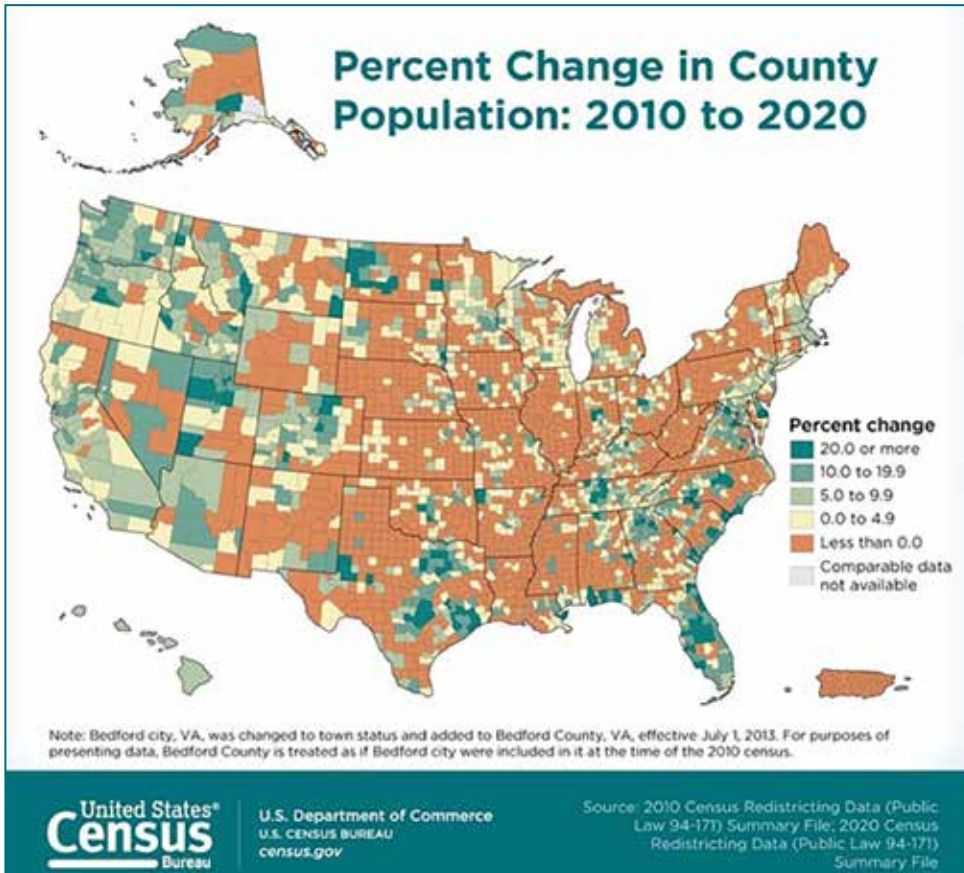 Percent Change in County
Population: 2010 to 2020
Percent change
20.0 or more
10.0 to 19.9
5.0 to 9.9
0.0 to 4.9
Less than 0.0
Comparable data
not available
Note: Bedford city, VA, was changed to town status and added to Bedford County, VA, effective July 1, 2013. For purposes of
presenting data, Bedford County is treated as if Bedford city were included in it at the time of the 2010 census.
United States®
Census
Bureau
U.S. Department of Commerce
U.S. CENSUS BUREAU
census.gov
Source: 2010 Census Redistricting Data (Public
Law 94-171) Summary File; 2020 Census
Redistricting Data (Public Law 94-171)
Summary File